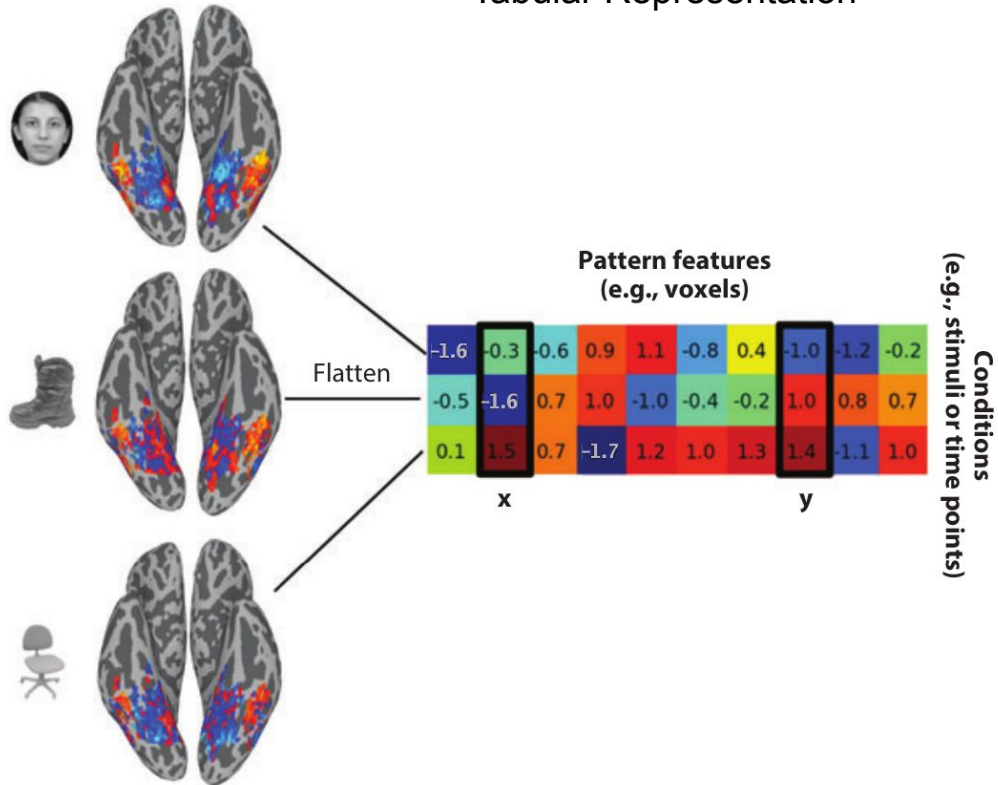 Tabular Representation
Pattern features
(e.g., voxels)
Flatten
-1.6 -0.3 -0.6 0.9 1.1 -0.8 0.4 -1.0 -1.2 -0.2
-0.5 -1.6 0.7 1.0 -1.0 -0.4 -0.2 1.0 0.8 0.7
0.1 1.5 0.7 -1.7 1.2 1.0 1.3 1.4 -1.1 1.0
x y
Conditions
(e.g., stimuli or time points)